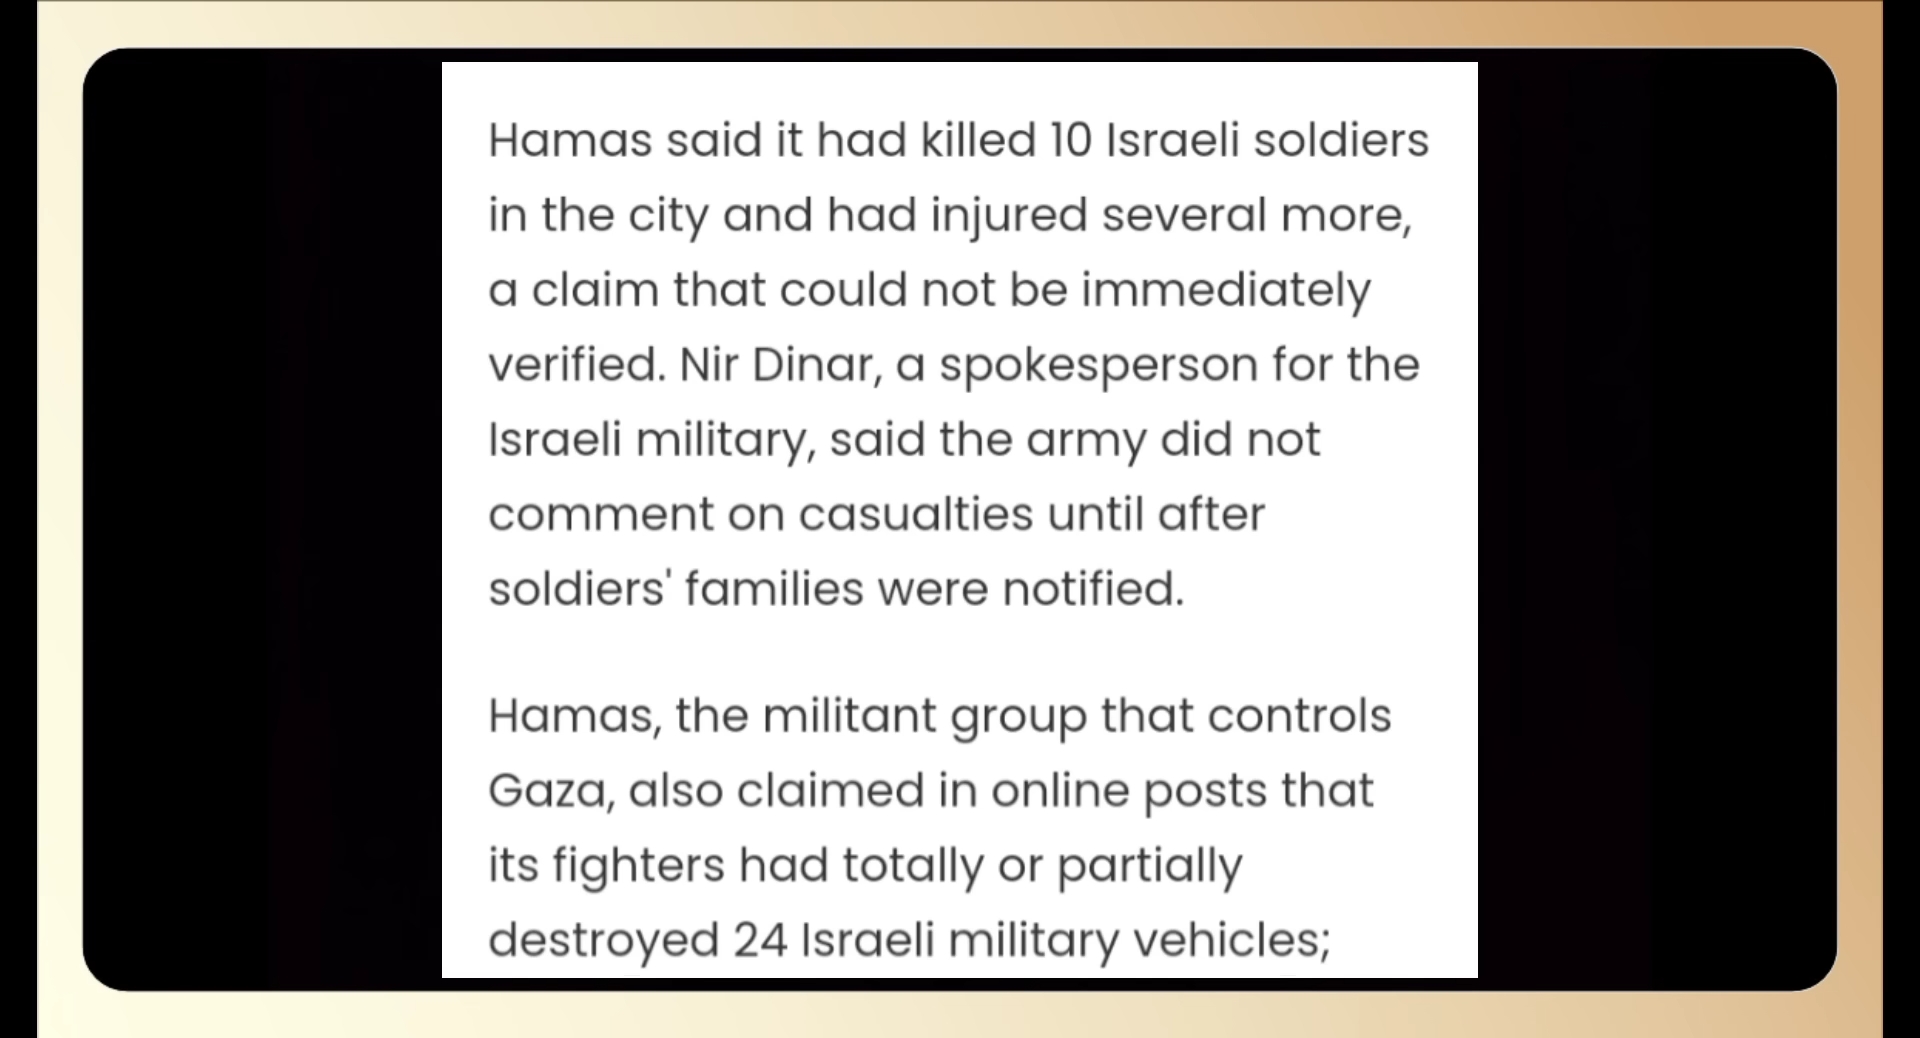 Hamas said it had killed 10 Israeli soldiers
in the city and had injured several more,
a claim that could not be immediately
verified. Nir Dinar, a spokesperson for the
Israeli military, said the army did not
comment on casualties until after
soldiers' families were notified.
Hamas, the militant group that controls
Gaza, also claimed in online posts that
its fighters had totally or partially
destroyed 24 Israeli military vehicles;